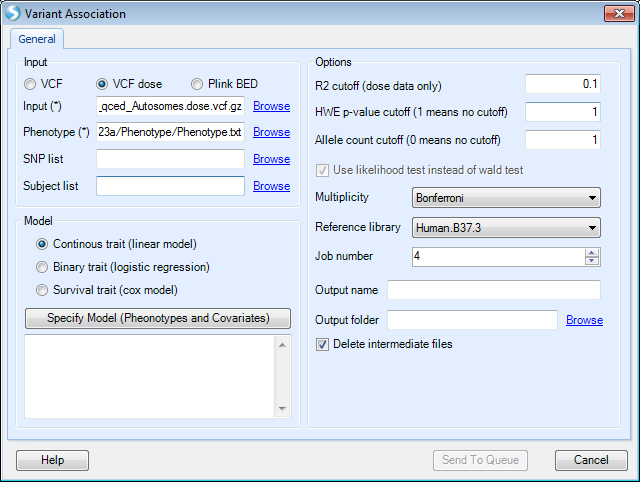 Variant Association
General
Input
VCF
VCF dose
Plink BED
Input (*)
_qced_Autosomes.dose.vcf.gz
Browse
Phenotype (*)
23a/Phenotype/Phenotype.txt
Browse
SNP list
Browse
Subject list
Browse
Model
Continous trait (linear model)
Binary trait (logistic regression)
Survival trait (cox model)
Specify Model (Pheonotypes and Covariates)
Options
R2 cutoff (dose data only)
0.1
HWE p-value cutoff (1 means no cutoff)
1
Allele count cutoff (0 means no cutoff)
1
Use likelihood test instead of wald test
Multiplicity
Bonferroni
Reference library
Human.B37.3
Job number
4
Output name
Output folder
Browse
Delete intermediate files
Help
Send To Queue
Cancel